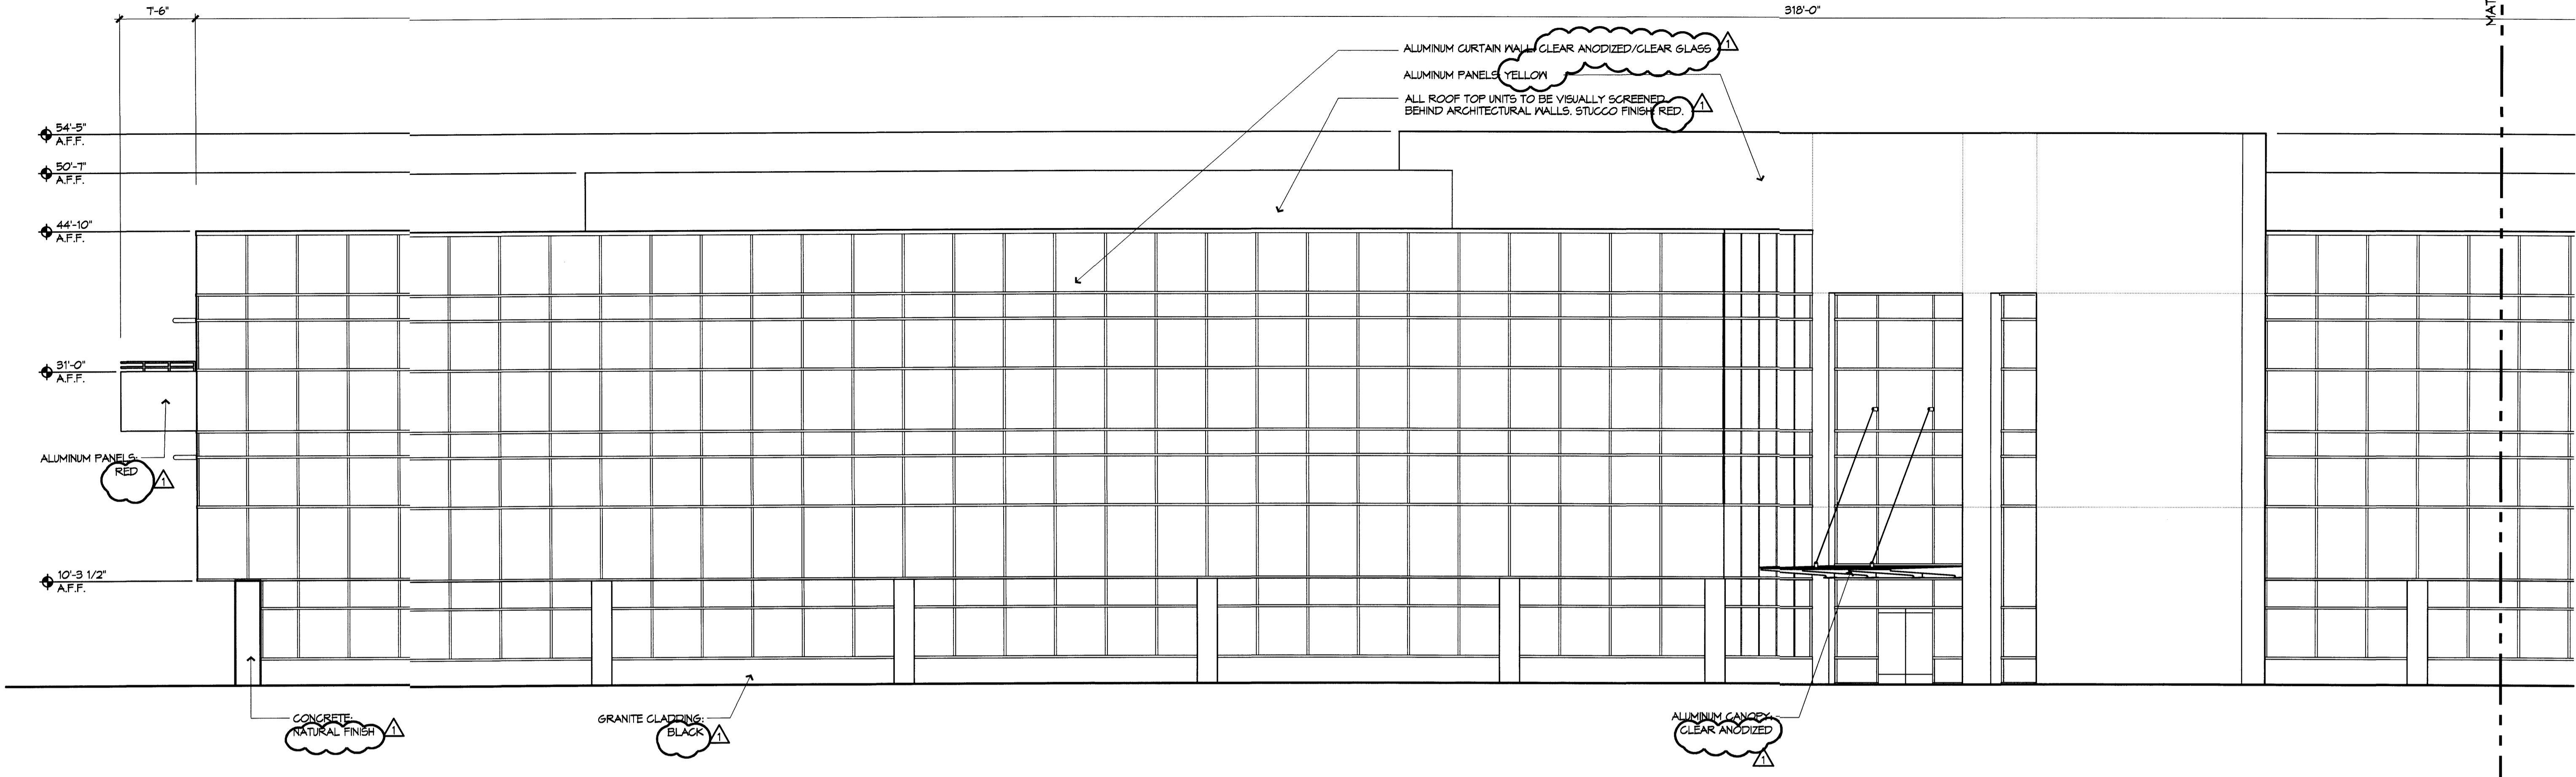 7'-6"
318'-0"
MAT
ALUMINUM CURTAIN WALL: CLEAR ANODIZED/CLEAR GLASS
1
ALUMINUM PANELS: YELLOW
ALL ROOF TOP UNITS TO BE VISUALLY SCREENED
BEHIND ARCHITECTURAL WALLS. STUCCO FINISH: RED.
1
54'-5"
A.F.F.
50'-7"
A.F.F.
44'-10"
A.F.F.
31'-0"
A.F.F.
ALUMINUM PANELS:
RED
1
10'-3 1/2"
A.F.F.
CONCRETE:
NATURAL FINISH
1
GRANITE CLADDING:
BLACK
1
ALUMINUM CANOPY:
CLEAR ANODIZED
1